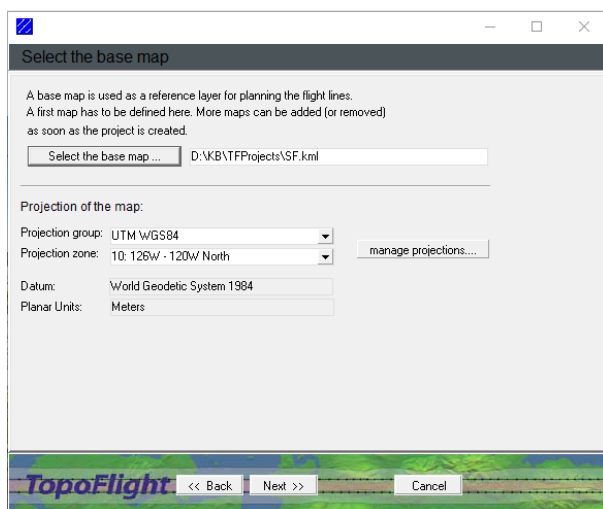 Select the base map
A base map is used as a reference layer for planning the flight lines.
A first map has to be defined here. More maps can be added (or removed)
as soon as the project is created.
Select the base map ... D:\KB\TFProjects\SF.kml
Projection of the map:
Projection group: UTM WGS84
Projection zone: 10: 126W - 120W North manage projections....
Datum: World Geodetic System 1984
Planar Units: Meters
TopoFlight << Back Next >> Cancel